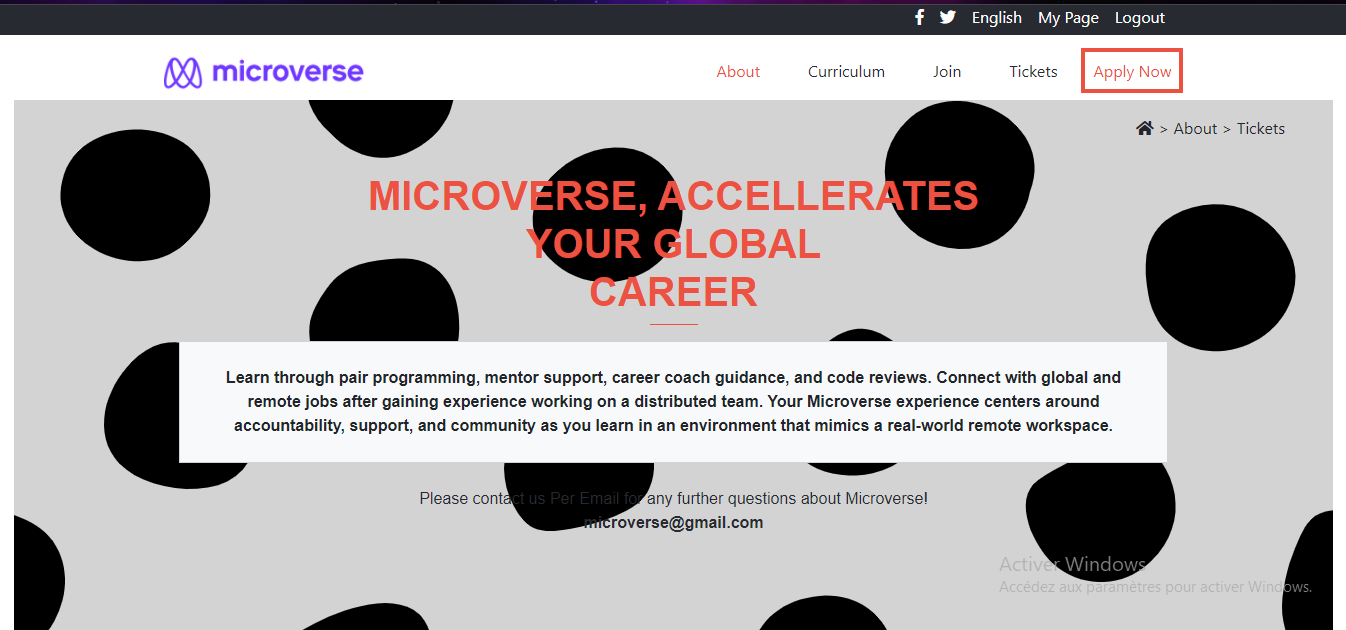 English My Page Logout
microverse About Curriculum Join Tickets Apply Now
> About > Tickets
MICROVERSE, ACCELLERATES
YOUR GLOBAL
CAREER
Learn through pair programming, mentor support, career coach guidance, and code reviews. Connect with global and
remote jobs after gaining experience working on a distributed team. Your Microverse experience centers around
accountability, support, and community as you learn in an environment that mimics a real-world remote workspace.
Please contact us Per Email for any further questions about Microverse!
microverse@gmail.com
Activer Windows
Accédez aux paramètres pour activer Windows.